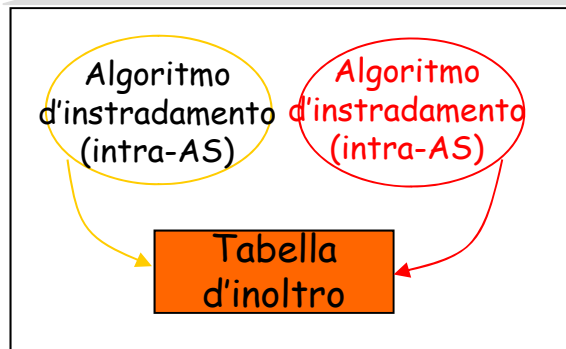 Algoritmo
d'instradamento
(intra-AS)
Algoritmo
d'instradamento
(intra-AS)
Tabella
d'inoltro